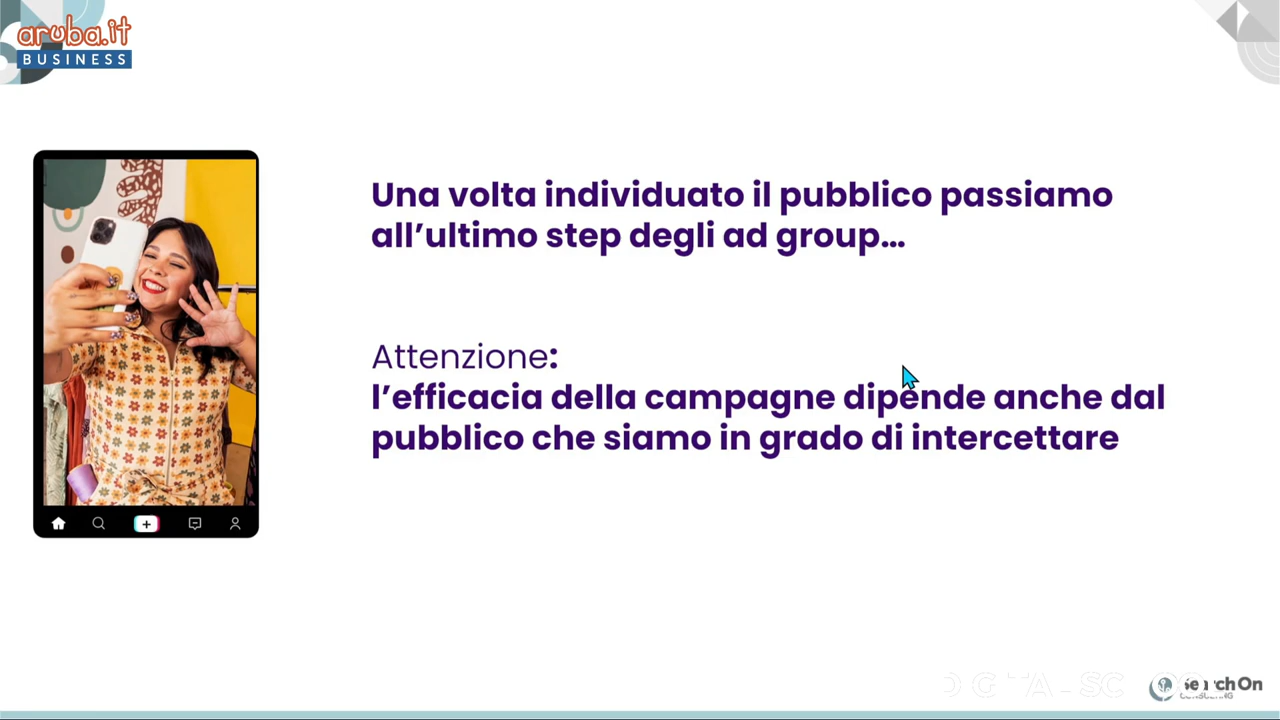 aruba.it
BUSINESS
Una volta individuato il pubblico passiamo
all’ultimo step degli ad group…
Attenzione:
l’efficacia della campagne dipende anche dal
pubblico che siamo in grado di intercettare
SearchOn